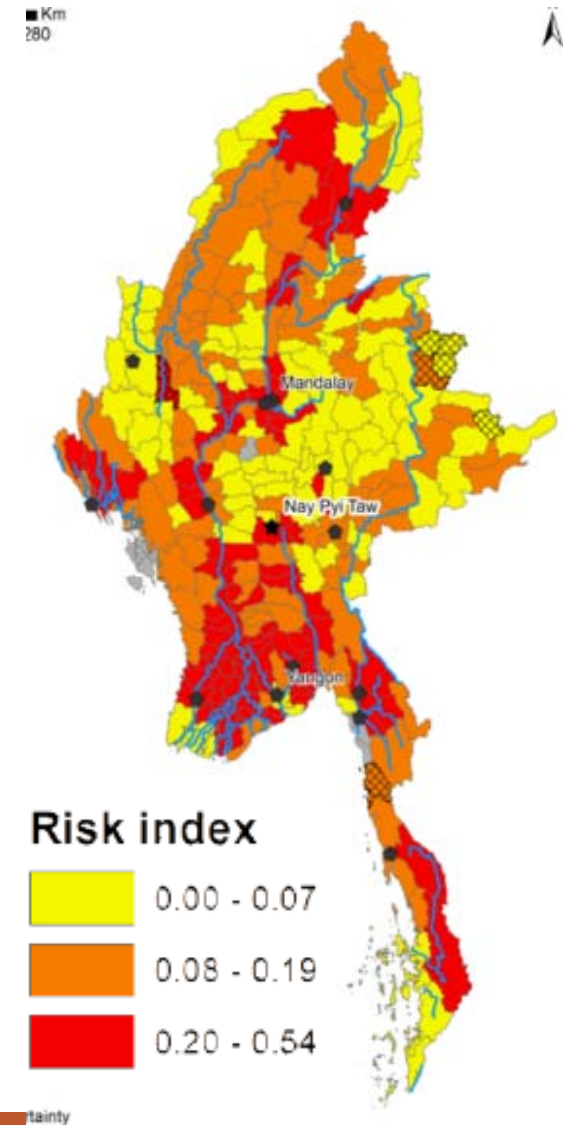 Km
280
Mandalay
Nay Pyi Taw
Yangon
Risk index
0.00 - 0.07
0.08 - 0.19
0.20 - 0.54
rtainty